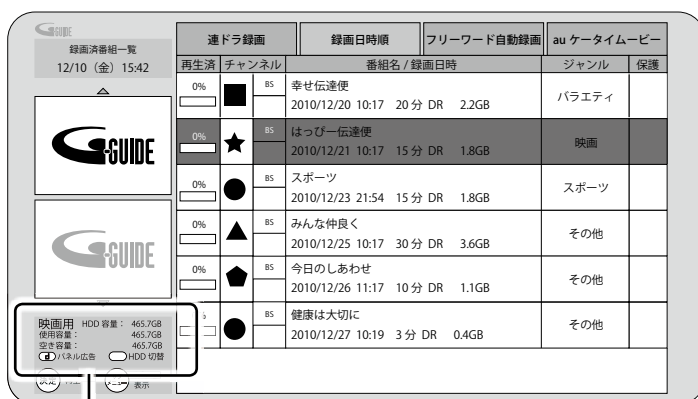 G-GUIDE
録画済番組一覧
12/10（金）15:42
連ドラ録画 録画日時順 フリーワード自動録画 au ケータイムービー
再生済 チャンネル 番組名 / 録画日時 ジャンル 保護
0% BS 幸せ伝達便 バラエティ
2010/12/20 10:17 20分 DR 2.2GB
0% BS はっぴー伝達便 映画
2010/12/21 10:17 15分 DR 1.8GB
0% BS スポーツ スポーツ
2010/12/23 21:54 15分 DR 1.8GB
0% BS みんな仲良く その他
2010/12/25 10:17 30分 DR 3.6GB
0% BS 今日のしあわせ その他
2010/12/26 11:17 10分 DR 1.1GB
BS 健康は大切に その他
2010/12/27 10:19 3分 DR 0.4GB
G-GUIDE
G-GUIDE
映画用 HDD 容量： 465.7GB
使用容量： 465.7GB
空き容量： 465.7GB
d パネル広告 HDD 切替
表示